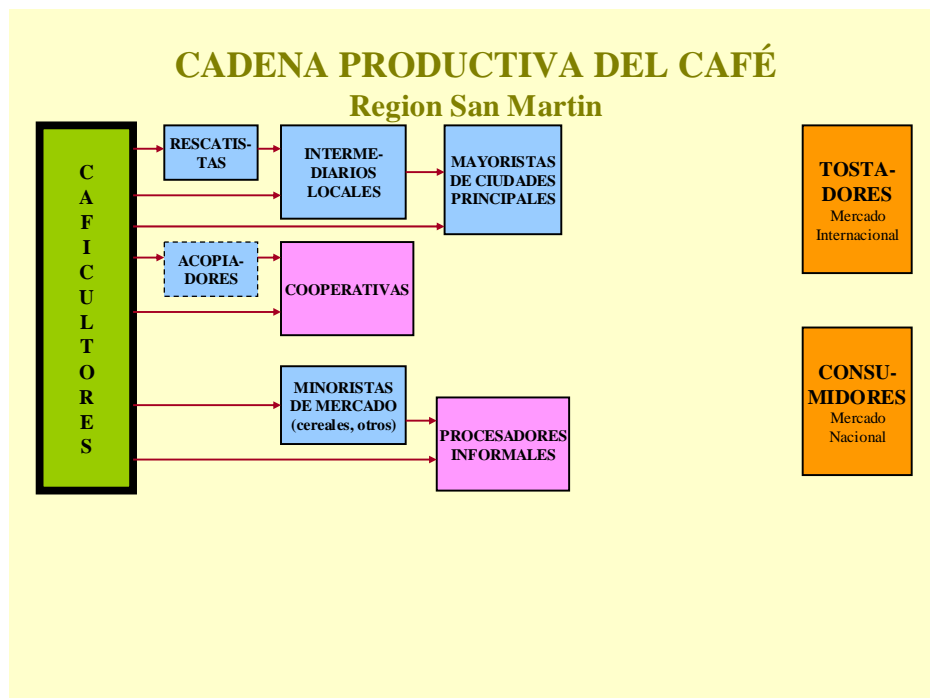 CADENA PRODUCTIVA DEL CAFÉ
Region San Martin
C
A
F
I
C
U
L
T
O
R
E
S
RESCATIS-
TAS
INTERME-
DIARIOS
LOCALES
MAYORISTAS
DE CIUDADES
PRINCIPALES
TOSTA-
DORES
Mercado
Internacional
ACOPIA-
DORES
COOPERATIVAS
MINORISTAS
DE MERCADO
(cereales, otros)
PROCESADORES
INFORMALES
CONSU-
MIDORES
Mercado
Nacional